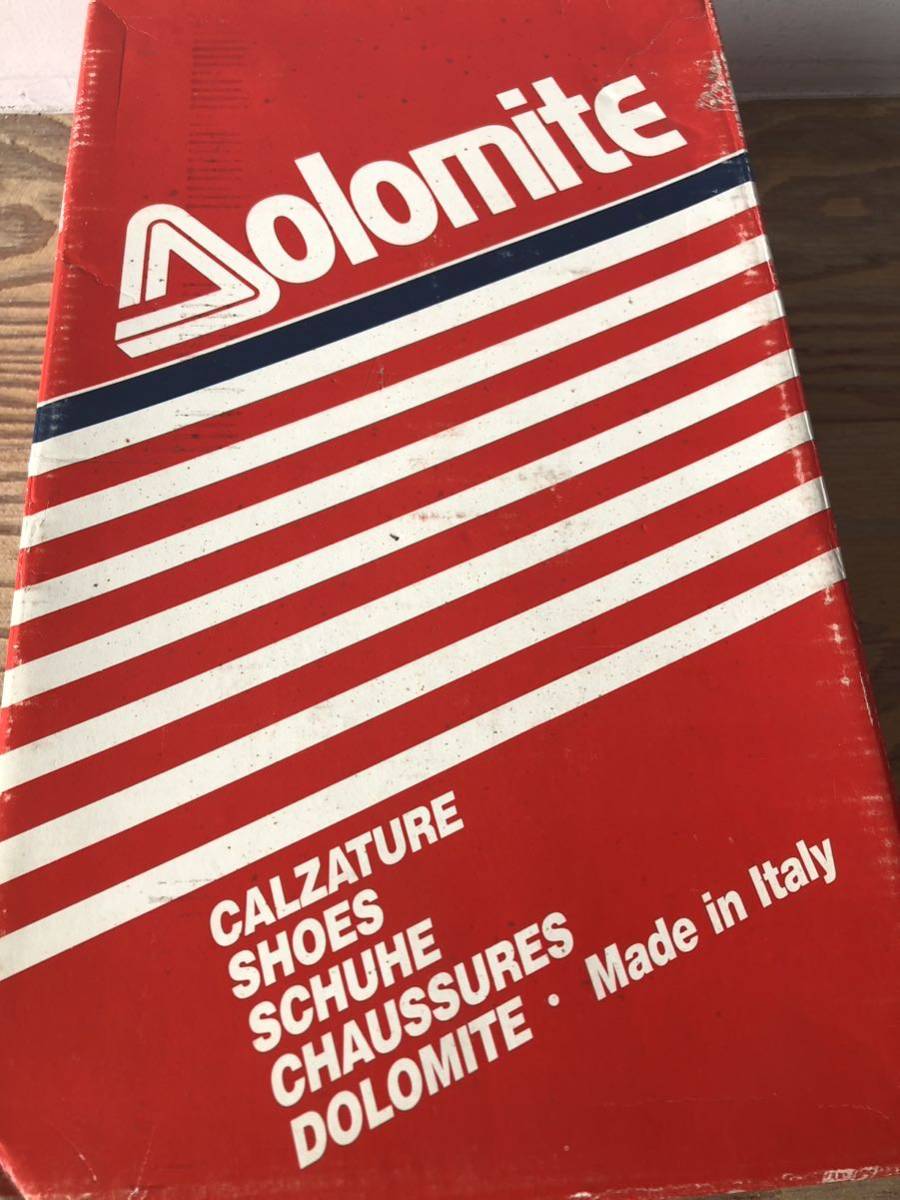 Dolomite
CALZATURE
SHOES
SCHUHE
CHAUSSURES
DOLOMITE · Made in Italy